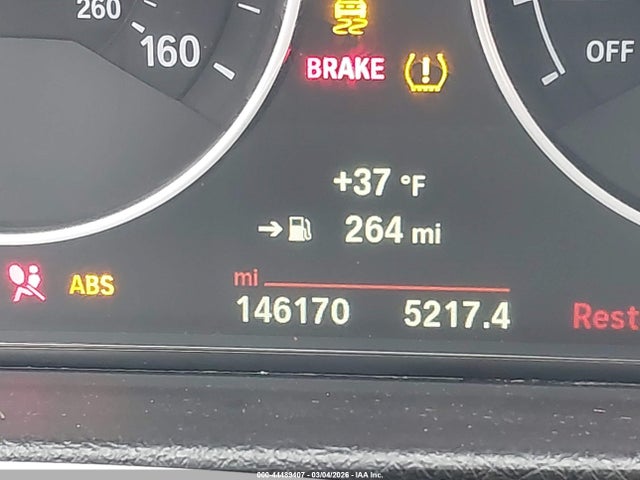 260
160
OFF
BRAKE
+37 °F
264 mi
ABS
mi
146170 5217.4
Rest
000-44489407 - 03/04/2026 - IAA Inc.